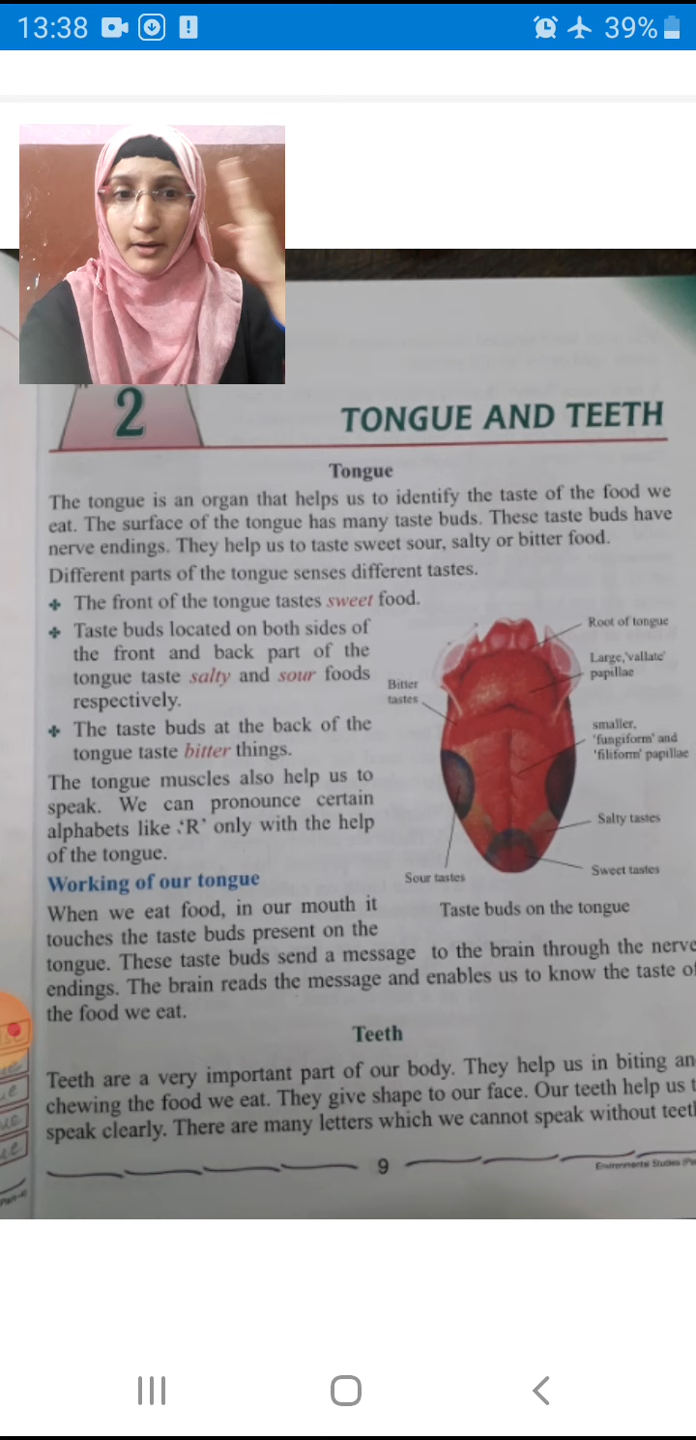 13:38
39%
2
TONGUE AND TEETH
Tongue
The tongue is an organ that helps us to identify the taste of the food we
eat. The surface of the tongue has many taste buds. These taste buds have
nerve endings. They help us to taste sweet sour, salty or bitter food.
Different parts of the tongue senses different tastes.
The front of the tongue tastes sweet food.
Taste buds located on both sides of
the front and back part of the
tongue taste salty and sour foods
respectively.
The taste buds at the back of the
tongue taste bitter things.
The tongue muscles also help us to
speak. We can pronounce certain
alphabets like ‘R’ only with the help
of the tongue.
Root of tongue
Large,'vallate'
papillae
Bitter
tastes
smaller,
'fungiform' and
'filiform' papillae
Salty tastes
Sweet tastes
Sour tastes
Taste buds on the tongue
Working of our tongue
When we eat food, in our mouth it
touches the taste buds present on the
tongue. These taste buds send a message to the brain through the nerve
endings. The brain reads the message and enables us to know the taste of
the food we eat.
Teeth
Teeth are a very important part of our body. They help us in biting an
chewing the food we eat. They give shape to our face. Our teeth help us t
speak clearly. There are many letters which we cannot speak without teet
9
Environmental Studies